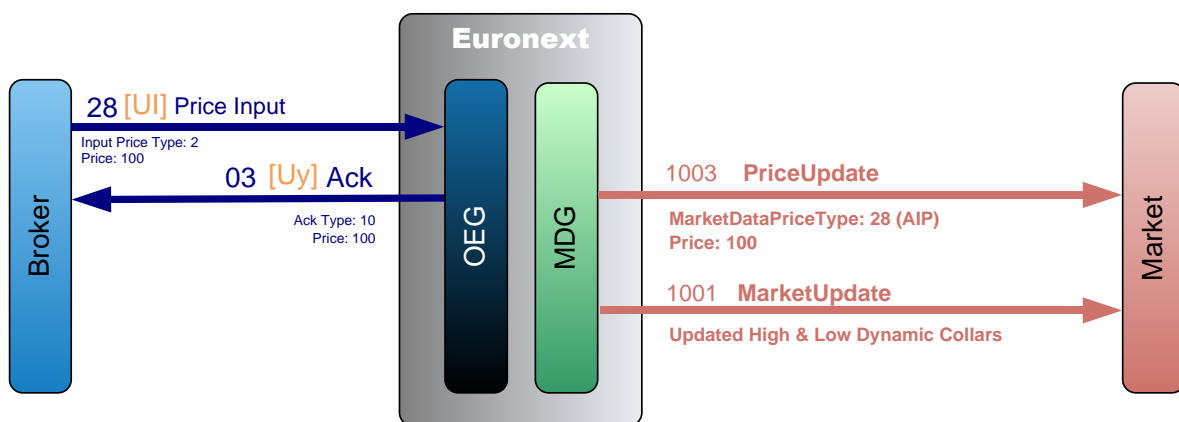 Euronext
Broker
28 [UI] Price Input
Input Price Type: 2
Price: 100
03 [Uy] Ack
Ack Type: 10
Price: 100
OEG
MDG
1003 PriceUpdate
MarketDataPriceType: 28 (AIP)
Price: 100
1001 MarketUpdate
Updated High & Low Dynamic Collars
Market